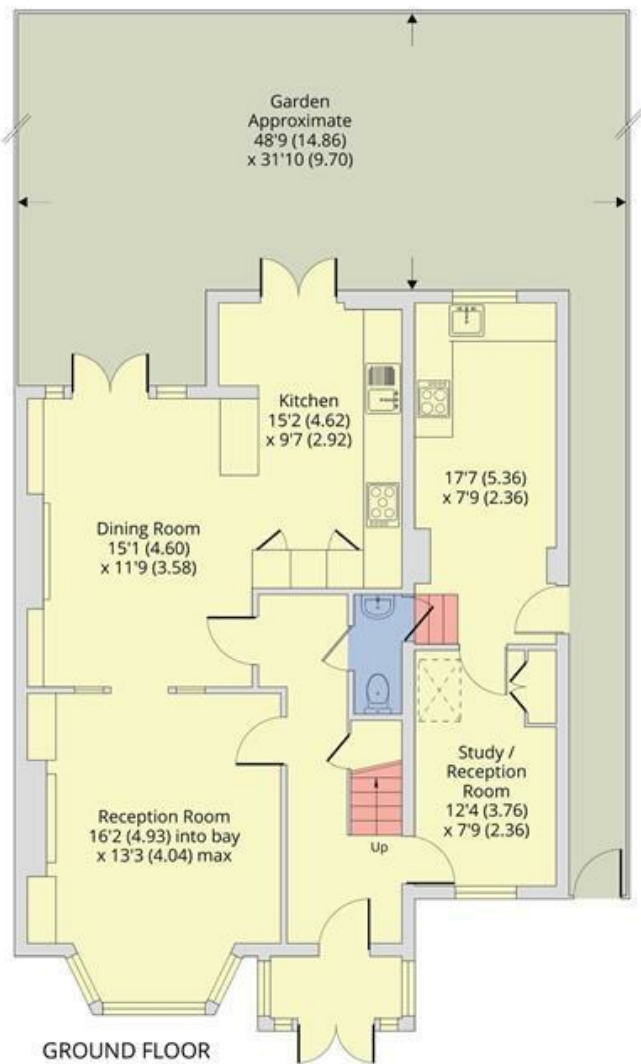 Garden
Approximate
48'9 (14.86)
x 31'10 (9.70)
Kitchen
15'2 (4.62)
x 9'7 (2.92)
17'7 (5.36)
x 7'9 (2.36)
Dining Room
15'1 (4.60)
x 11'9 (3.58)
Study /
Reception
Room
12'4 (3.76)
x 7'9 (2.36)
Reception Room
16'2 (4.93) into bay
x 13'3 (4.04) max
Up
GROUND FLOOR